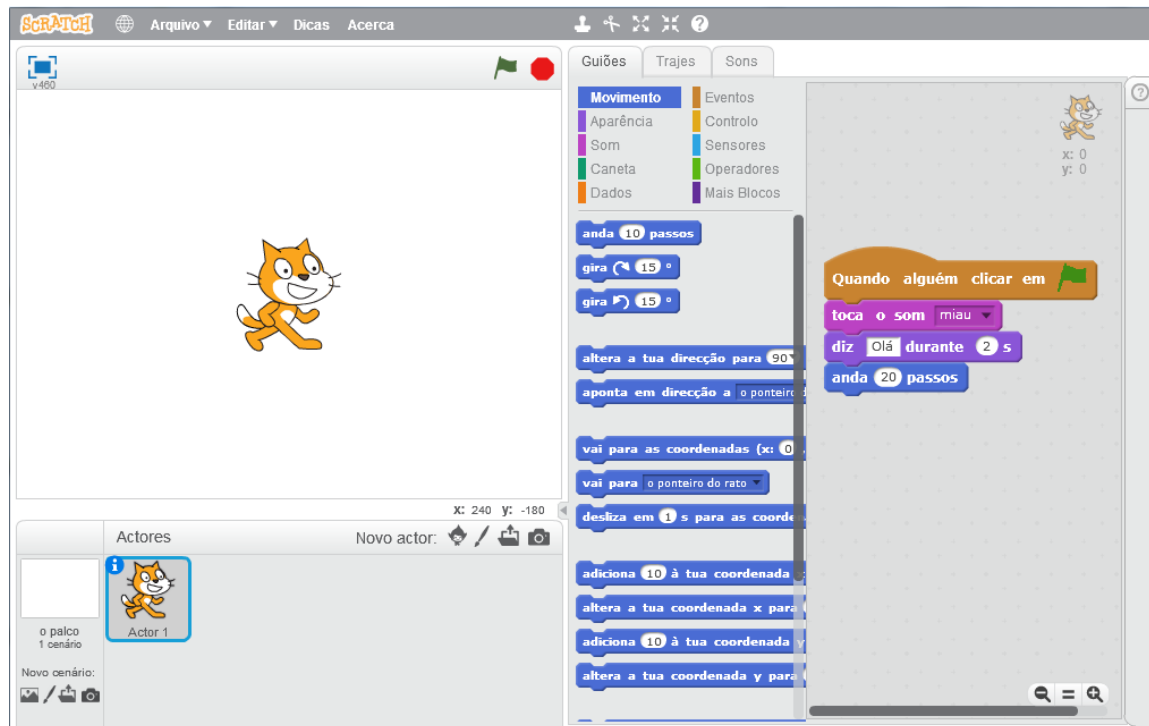 SCRATCH Arquivo Editar Dicas Acerca
v460
Guiões Trajes Sons
Movimento Eventos
Aparência Controlo
Som Sensores
Caneta Operadores
Dados Mais Blocos
x: 0
y: 0
anda 10 passos
gira 15 °
gira 15 °
altera a tua direcção para 90
aponta em direcção a o ponteiro
vai para as coordenadas (x: 0
vai para o ponteiro do rato
desliza em 1 s para as coorde
adiciona 10 à tua coordenada
altera a tua coordenada x para
adiciona 10 à tua coordenada y
altera a tua coordenada y para
Quando alguém clicar em
toca o som miau
diz Olá durante 2 s
anda 20 passos
X: 240 y: -180
Actores Novo actor:
o palco
1 cenário
Actor 1
Novo cenário: